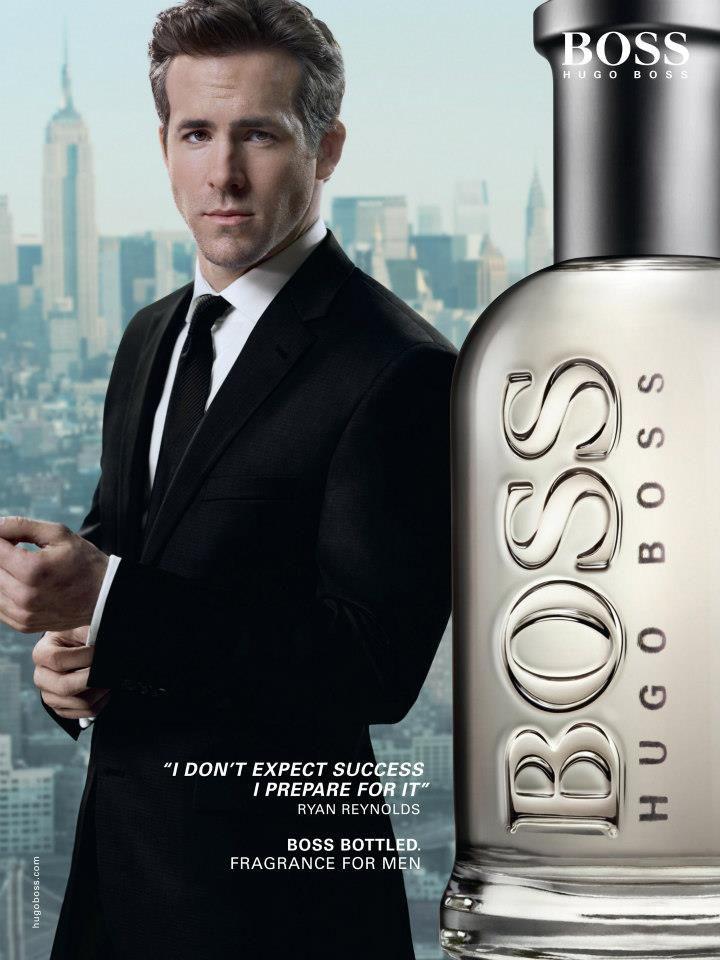 BOSS
HUGO BOSS
BOSS
HUGO BOSS
“I DON’T EXPECT SUCCESS
I PREPARE FOR IT”
RYAN REYNOLDS
BOSS BOTTLED.
FRAGRANCE FOR MEN
hugoboss.com